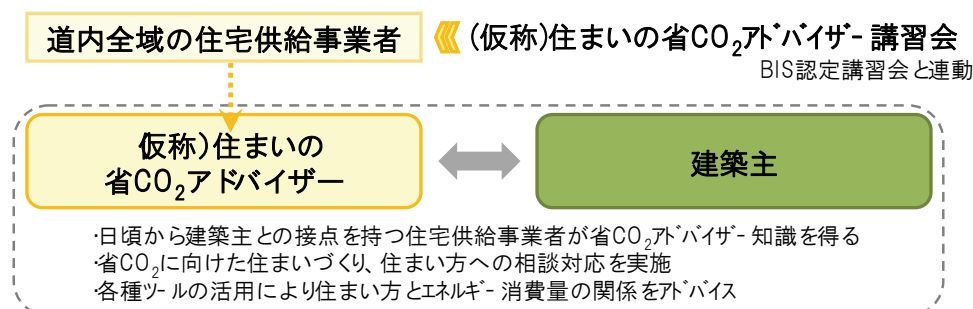 道内全域の住宅供給事業者
(仮称)住まいの省CO₂アドバイザー講習会
BIS認定講習会と連動
仮称)住まいの
省CO₂アドバイザー
建築主
・日頃から建築主との接点を持つ住宅供給事業者が省CO₂アドバイザー知識を得る
・省CO₂に向けた住まいづくり、住まい方への相談対応を実施
・各種ツールの活用により住まい方とエネルギー消費量の関係をアドバイス